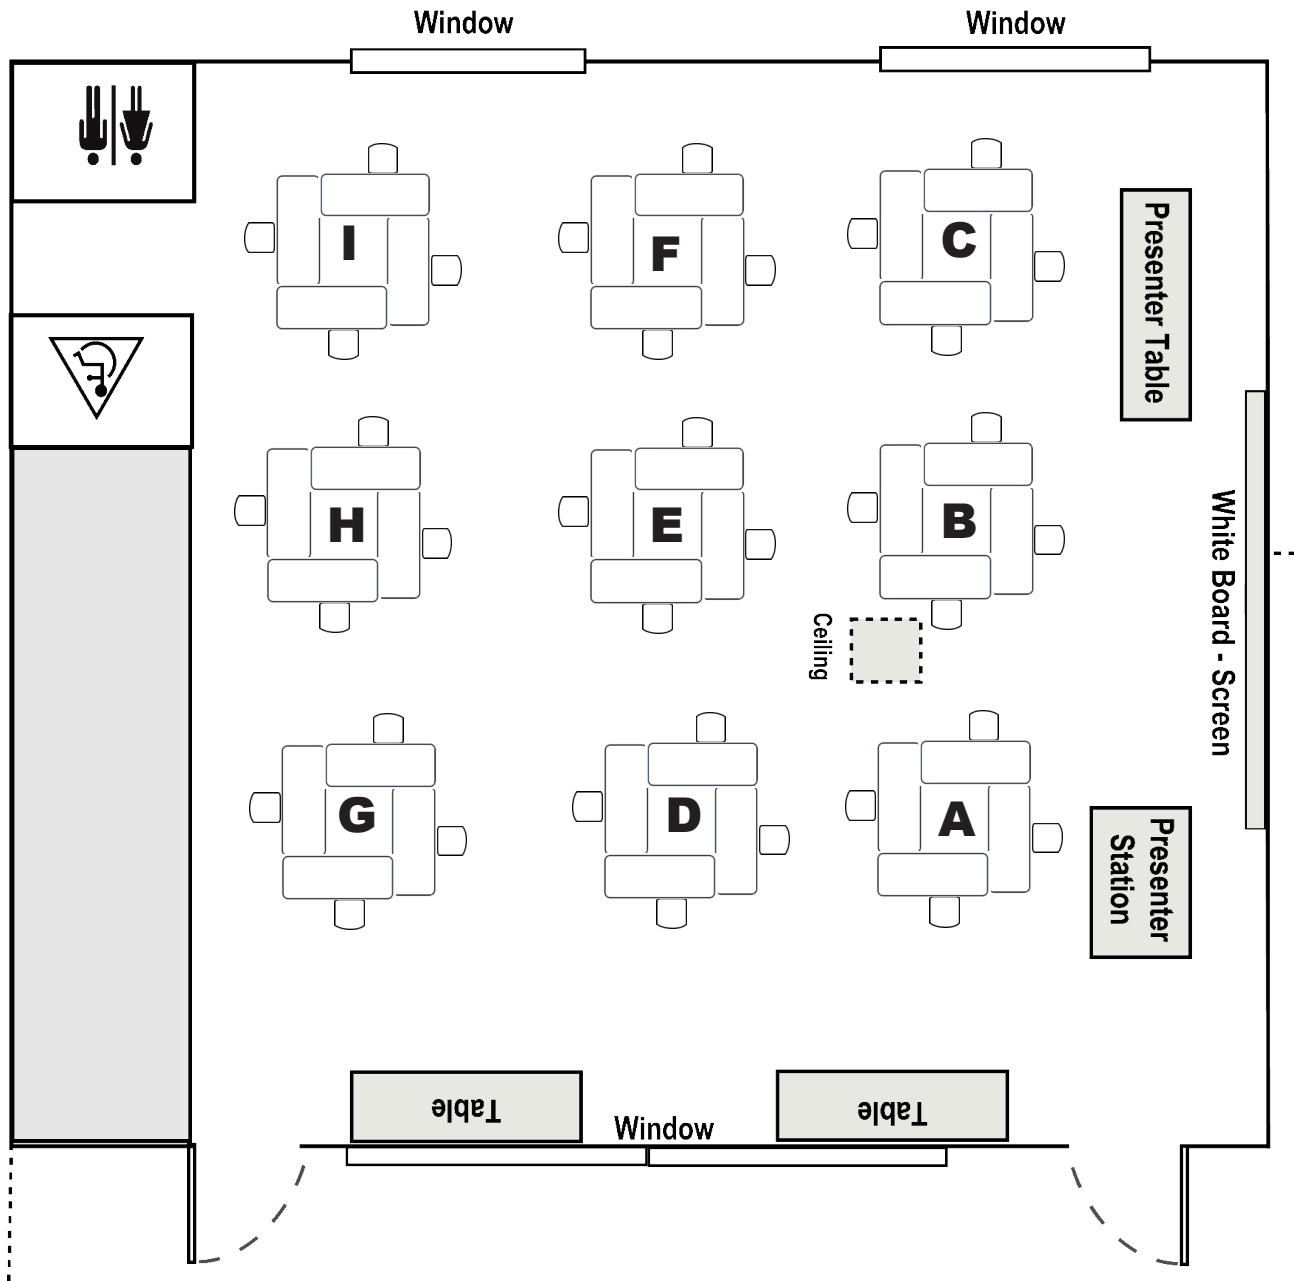 Window
Window
I
F
C
Presenter Table
H
E
B
White Board - Screen
Ceiling
G
D
A
Presenter
Station
Table
Table
Window